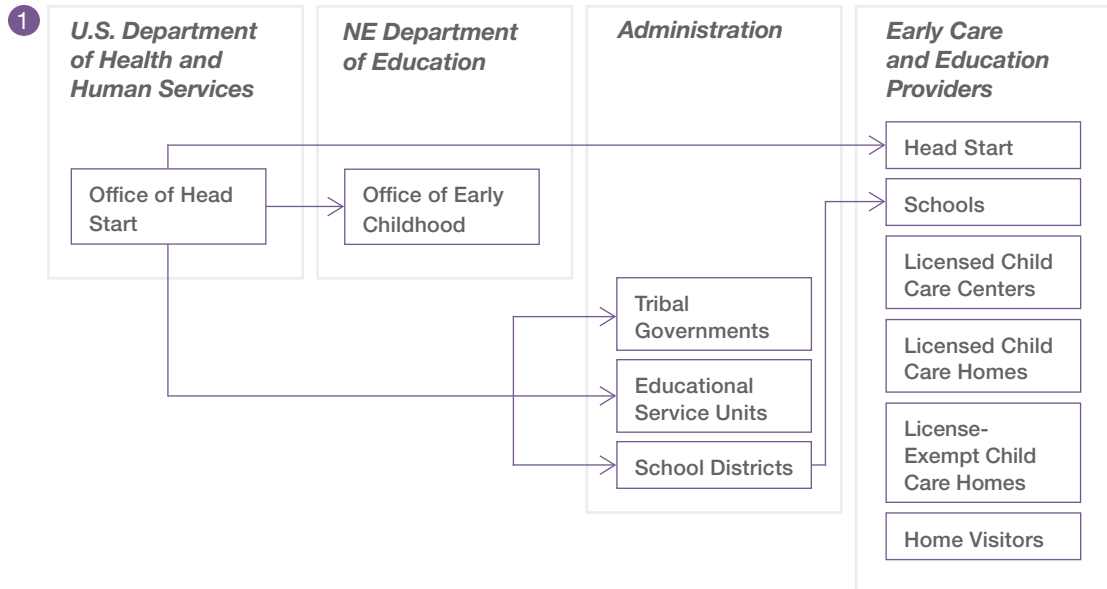 1
U.S. Department
of Health and
Human Services
NE Department
of Education
Administration
Early Care
and Education
Providers
Office of Head
Start
Office of Early
Childhood
Tribal
Governments
Educational
Service Units
School Districts
Head Start
Schools
Licensed Child
Care Centers
Licensed Child
Care Homes
License-
Exempt Child
Care Homes
Home Visitors